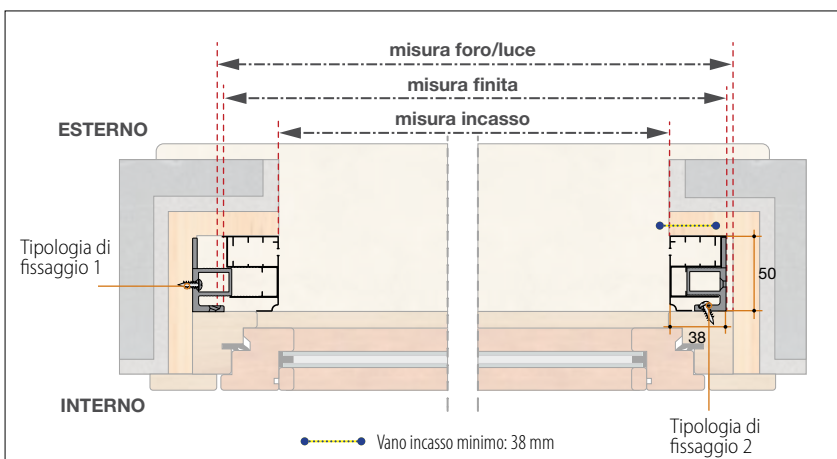 misura foro/luce
misura finita
misura incasso
ESTERNO
Tipologia di
fissaggio 1
50
38
INTERNO
Vano incasso minimo: 38 mm
Tipologia di
fissaggio 2